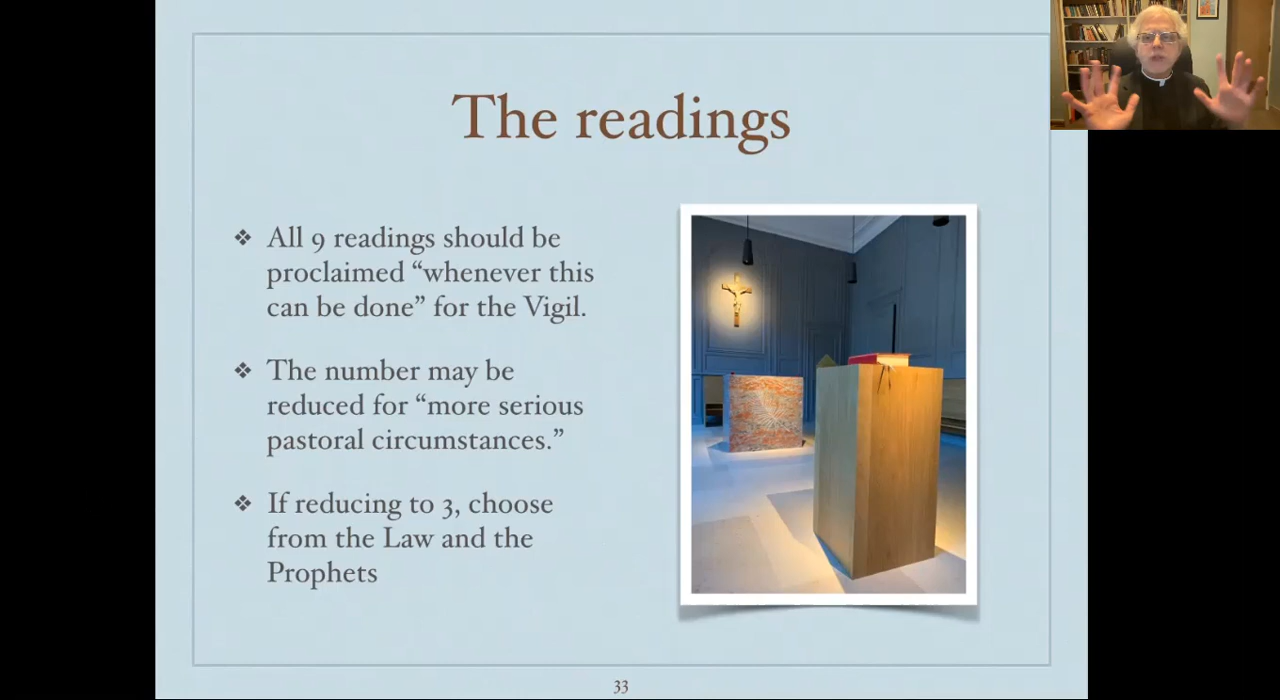 The readings
❖ All 9 readings should be
proclaimed “whenever this
can be done” for the Vigil.
❖ The number may be
reduced for “more serious
pastoral circumstances.”
❖ If reducing to 3, choose
from the Law and the
Prophets
33